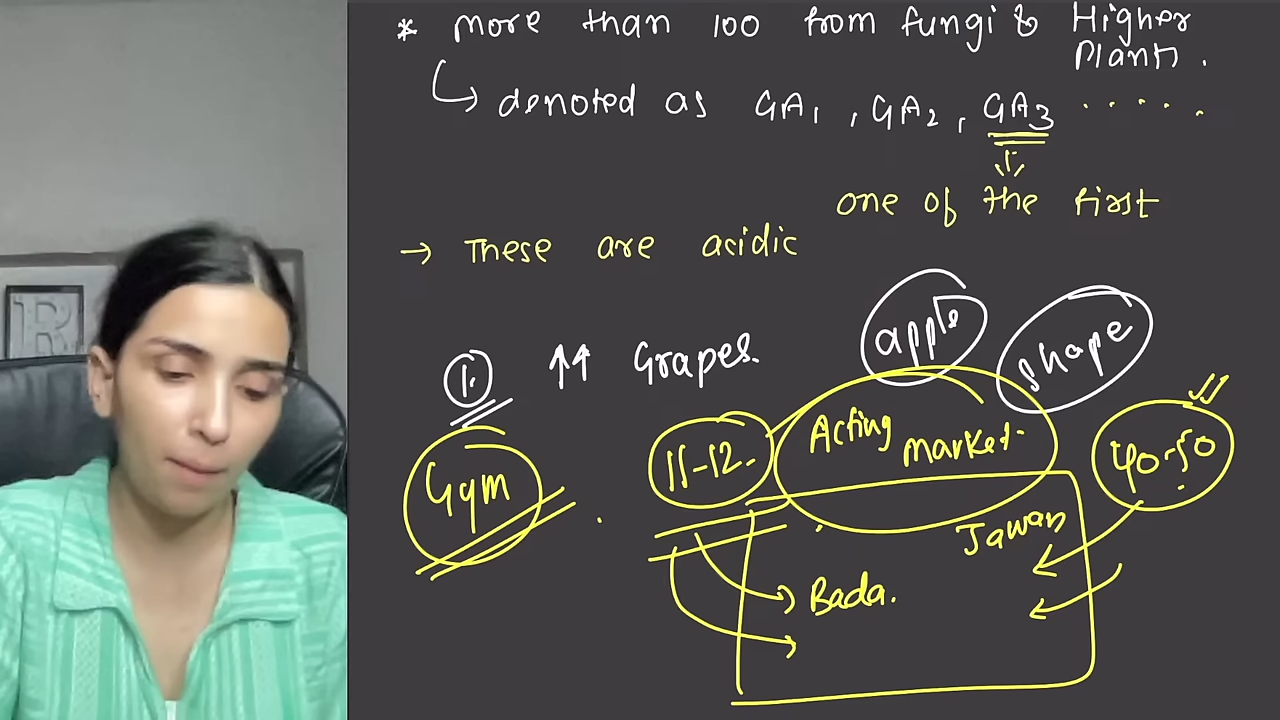 * more than 100 from fungi & Higher
Plants.
denoted as GA1, GA2, GA3 .....
one of the first
→ These are acidic
apple
shape
1. ↑↑ Grapes.
Acting
market.
Gym
11-12.
40-50
Jawan
Bada.
R